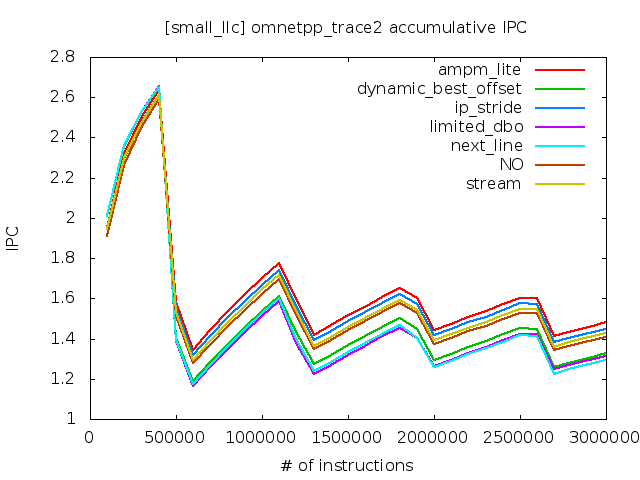 [small_llc] omnetpp_trace2 accumulative IPC
2.8
2.6
2.4
2.2
2
1.8
1.6
1.4
1.2
1
IPC
ampm_lite
dynamic_best_offset
ip_stride
limited_dbo
next_line
NO
stream
0 500000 1000000 1500000 2000000 2500000 3000000
# of instructions